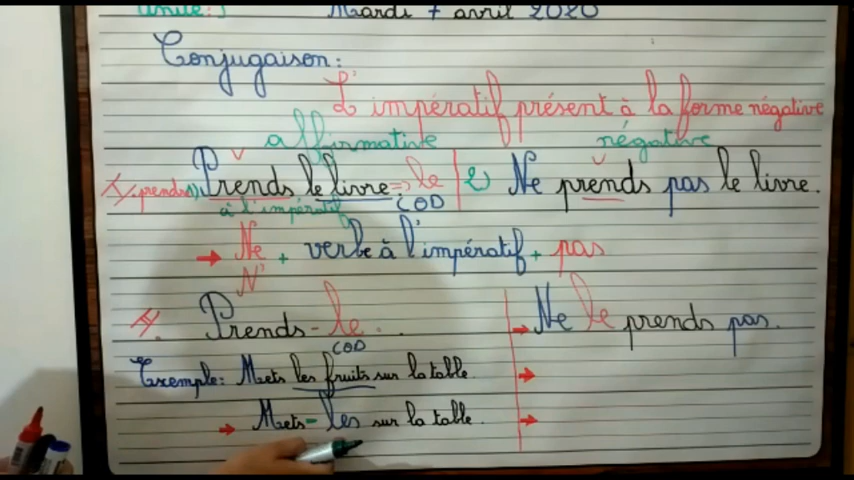 Mardi 7 avril 2020
Conjugaison:
L'impératif présent à la forme négative
affirmative négative
Prends le livre. => le 2) Ne prends pas le livre.
à l'impératif COD
→ Ne + verbe à l'impératif + pas
N'
Prends - le . . → Ne le prends pas.
COD
Exemple: Mets les fruits sur la table. →
→ Mets - les sur la table. →